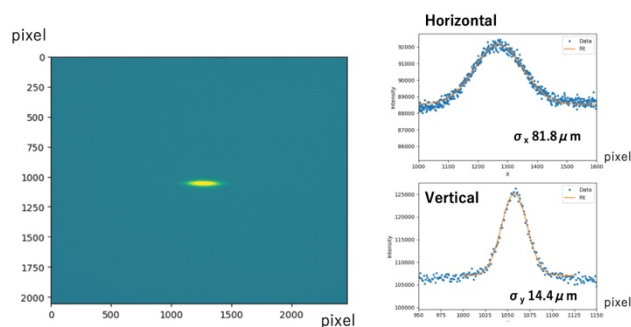 pixel
0
250
500
750
1000
1250
1500
1750
2000
0 500 1000 1500 2000
pixel
Horizontal
92000
91000
90000
89000
88000
87000
86000
Intensity
Data
Fit
σx 81.8μm
1000 1100 1200 1300 1400 1500 1600
X
pixel
Vertical
125000
120000
115000
110000
105000
100000
Intensity
Data
Fit
σy 14.4μm
950 975 1000 1025 1050 1075 1100 1125 1150
pixel